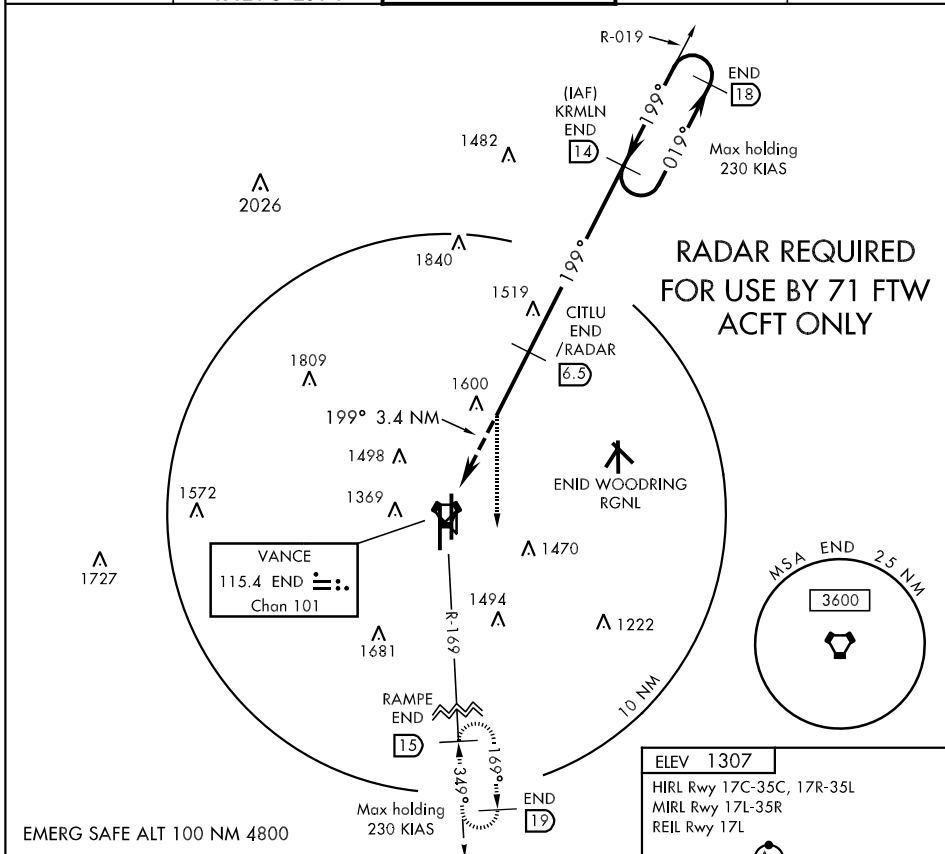 R-019
END
18
(IAF)
KRMLN
END
14
199°
019°
Max holding
230 KIAS
1482
2026
1840
199°
RADAR REQUIRED
FOR USE BY 71 FTW
ACFT ONLY
1519
CITLU
END
/RADAR
6.5
1809
1600
199° 3.4 NM
1498
ENID WOODRING
RGNL
1572
1369
1727
VANCE
115.4 END
Chan 101
1470
MSA END 25 NM
3600
1494
1222
R-169
1681
10 NM
RAMPE
END
15
169°
349°
END
19
Max holding
230 KIAS
EMERG SAFE ALT 100 NM 4800
ELEV 1307
HIRL Rwy 17C-35C, 17R-35L
MIRL Rwy 17L-35R
REIL Rwy 17L